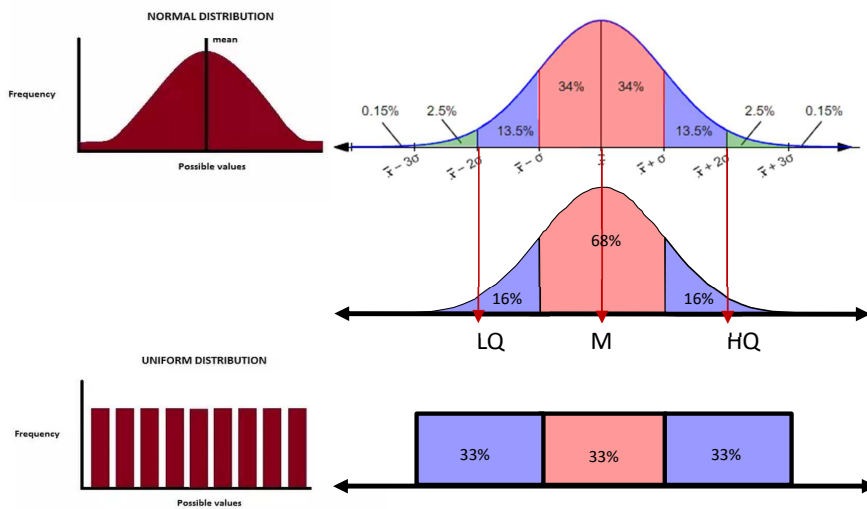 NORMAL DISTRIBUTION
mean
Frequency
Possible values
34% 34%
0.15% 2.5% 2.5% 0.15%
13.5% 13.5%
x̄ − 3σ x̄ − 2σ x̄ − σ x̄ x̄ + σ x̄ + 2σ x̄ + 3σ
68%
16% 16%
LQ M HQ
UNIFORM DISTRIBUTION
Frequency
Possible values
33% 33% 33%